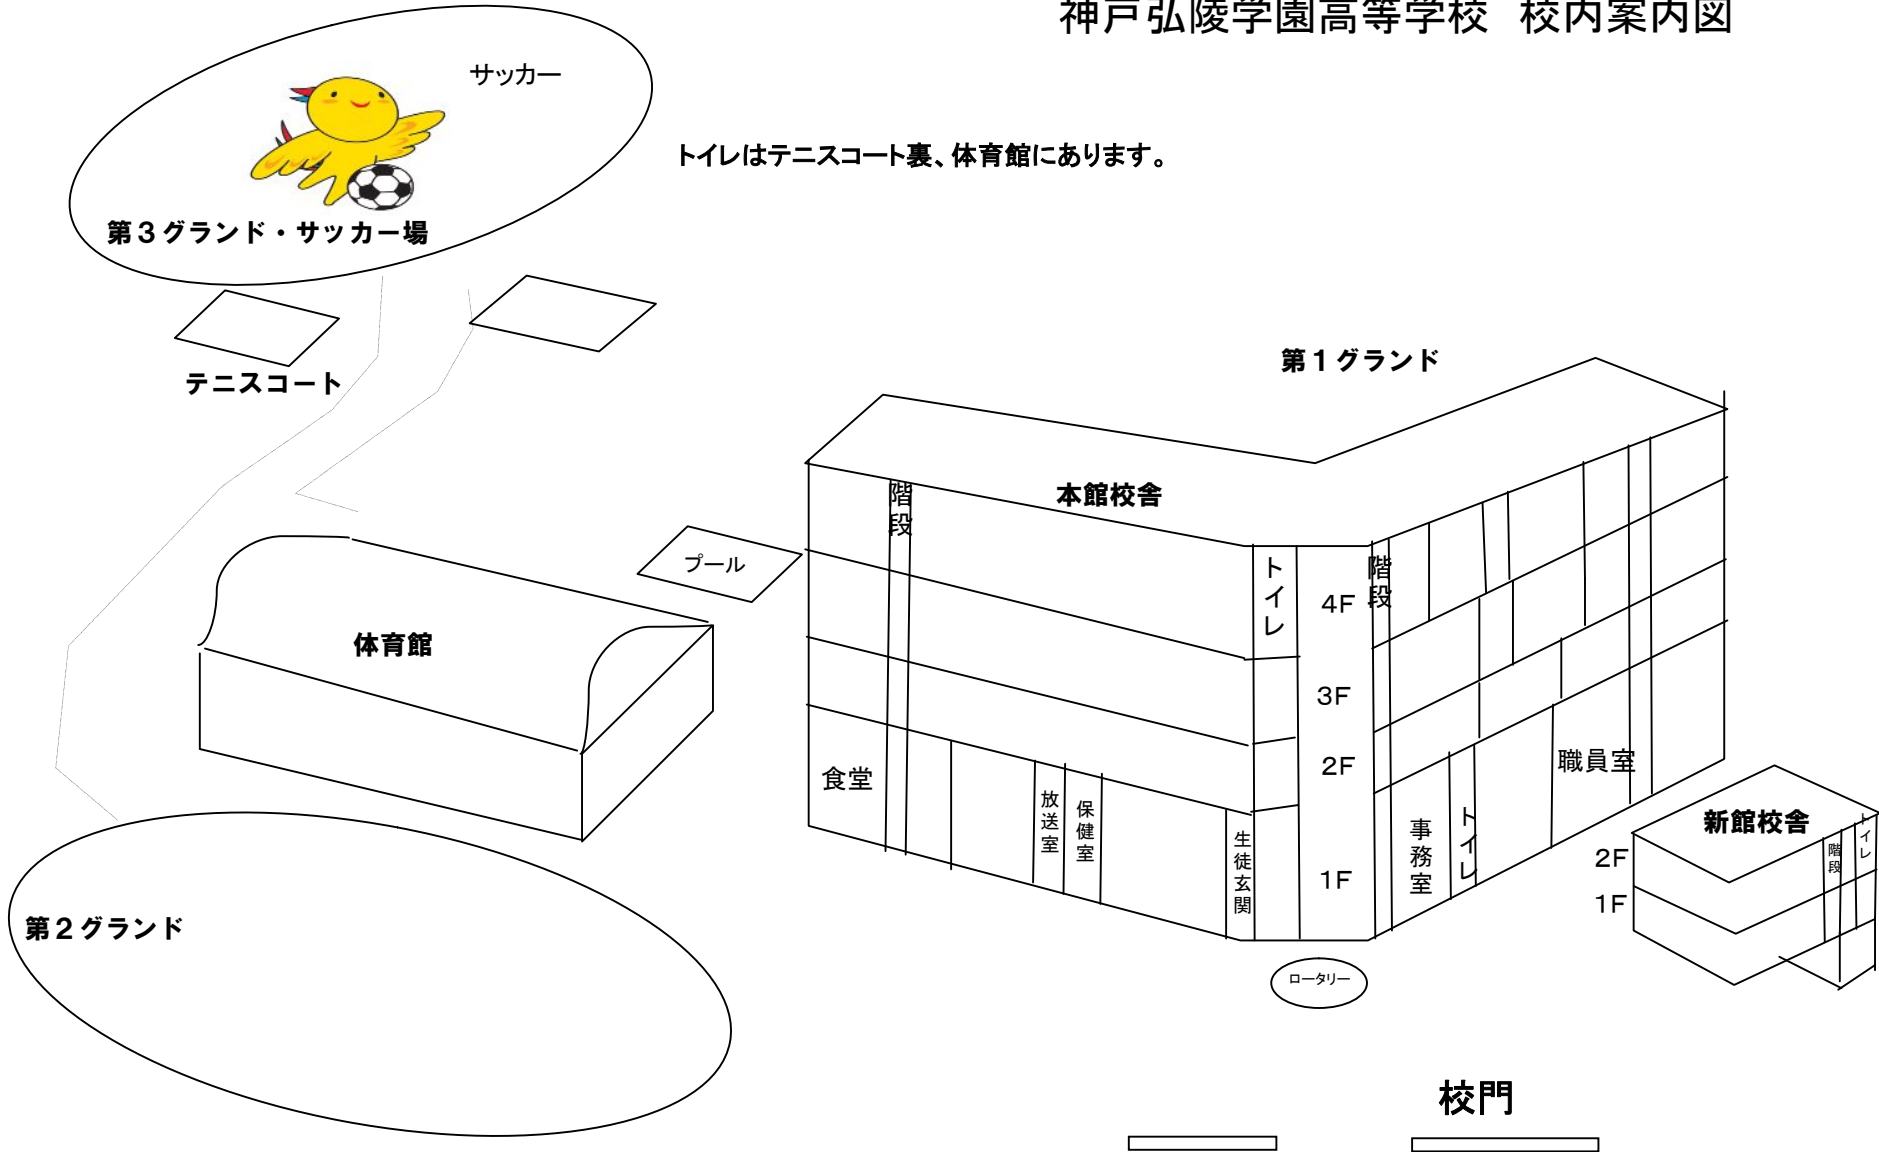 神戸弘陵学園高等学校 校内案内図
サッカー
トイレはテニスコート裏、体育館にあります。
第３グランド・サッカー場
テニスコート
第１グランド
本館校舎
階段
プール
体育館
トイレ
階段
4F
3F
2F
1F
食堂
放送室
保健室
生徒玄関
事務室
トイレ
職員室
新館校舎
階段
トイレ
2F
1F
第２グランド
ロータリー
校門